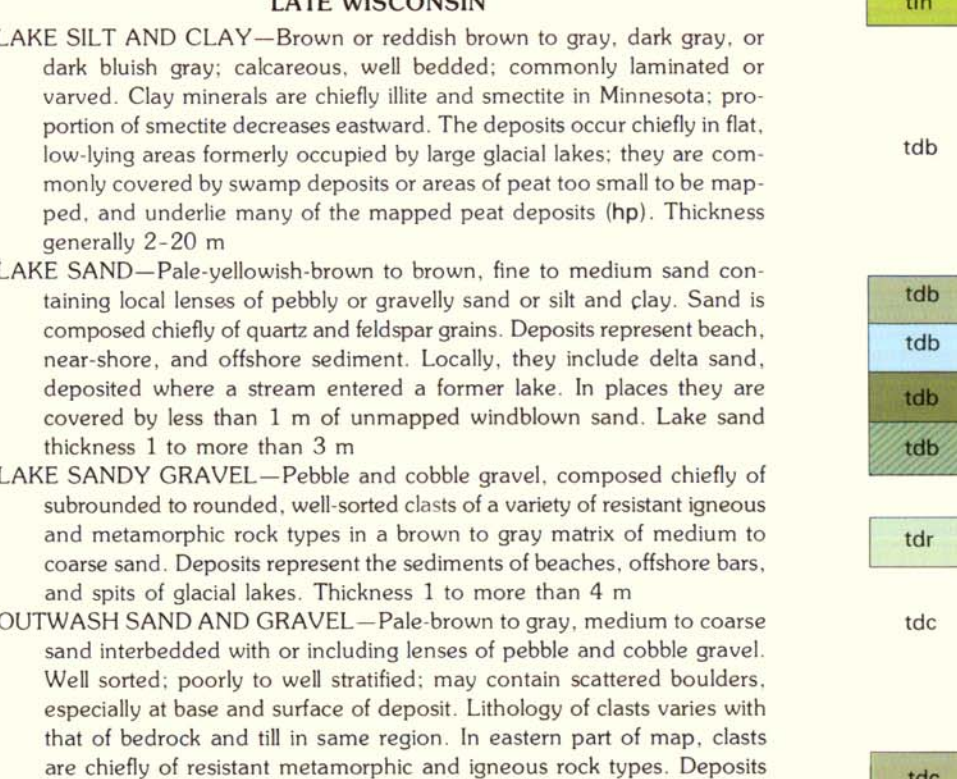 LATE WISCONSIN
LAKE SILT AND CLAY—Brown or reddish brown to gray, dark gray, or
dark bluish gray; calcareous, well bedded; commonly laminated or
varved. Clay minerals are chiefly illite and smectite in Minnesota; pro-
portion of smectite decreases eastward. The deposits occur chiefly in flat,
low-lying areas formerly occupied by large glacial lakes; they are com-
monly covered by swamp deposits or areas of peat too small to be map-
ped, and underlie many of the mapped peat deposits (hp). Thickness
generally 2-20 m
LAKE SAND—Pale-yellowish-brown to brown, fine to medium sand con-
taining local lenses of pebbly or gravelly sand or silt and clay. Sand is
composed chiefly of quartz and feldspar grains. Deposits represent beach,
near-shore, and offshore sediment. Locally, they include delta sand,
deposited where a stream entered a former lake. In places they are
covered by less than 1 m of unmapped windblown sand. Lake sand
thickness 1 to more than 3 m
LAKE SANDY GRAVEL—Pebble and cobble gravel, composed chiefly of
subrounded to rounded, well-sorted clasts of a variety of resistant igneous
and metamorphic rock types in a brown to gray matrix of medium to
coarse sand. Deposits represent the sediments of beaches, offshore bars,
and spits of glacial lakes. Thickness 1 to more than 4 m
OUTWASH SAND AND GRAVEL—Pale-brown to gray, medium to coarse
sand interbedded with or including lenses of pebble and cobble gravel.
Well sorted; poorly to well stratified; may contain scattered boulders,
especially at base and surface of deposit. Lithology of clasts varies with
that of bedrock and till in same region. In eastern part of map, clasts
are chiefly of resistant metamorphic and igneous rock types. Deposits
tdb
tdb
tdb
tdb
tdb
tdr
tdc
tdc